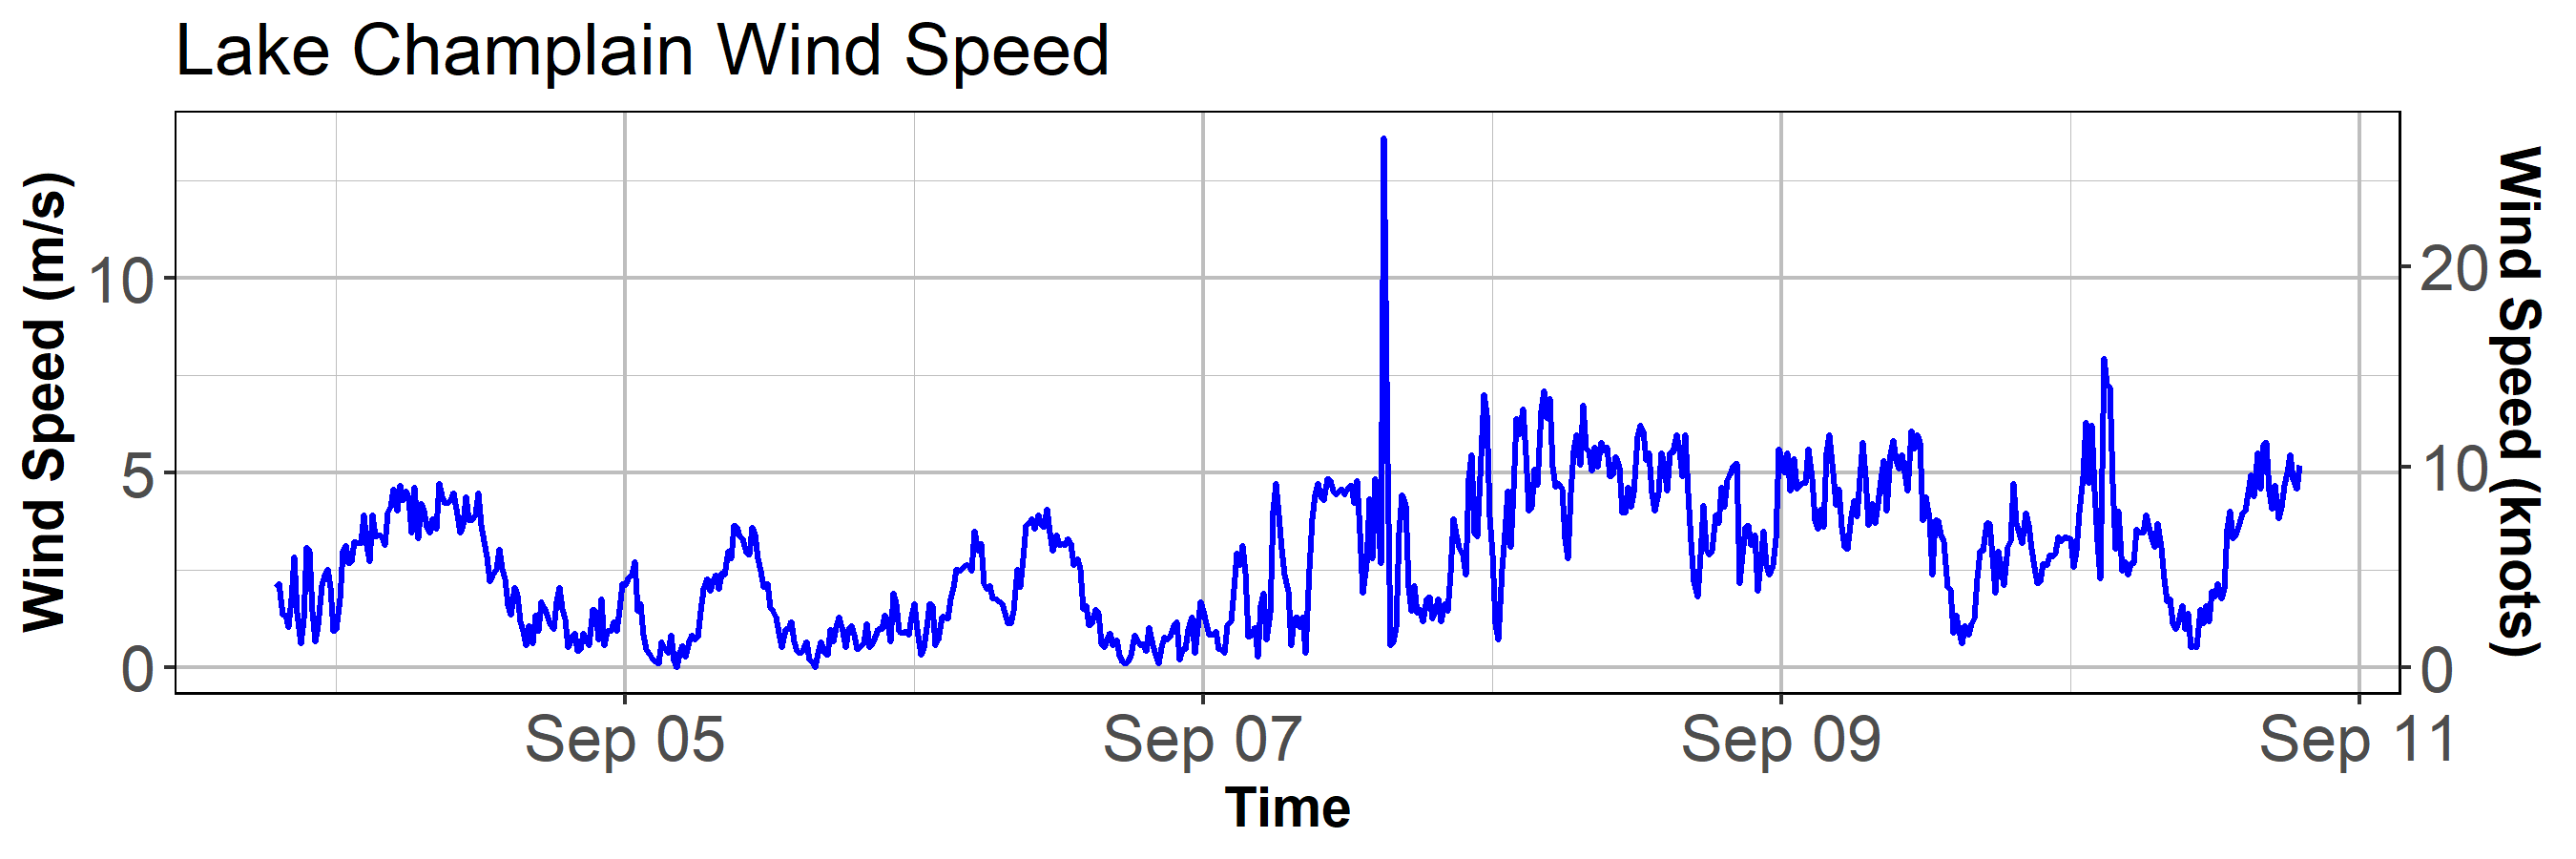 Lake Champlain Wind Speed
Wind Speed (m/s)
10
5
0
20
10
0
Wind Speed (knots)
Sep 05
Sep 07
Sep 09
Sep 11
Time